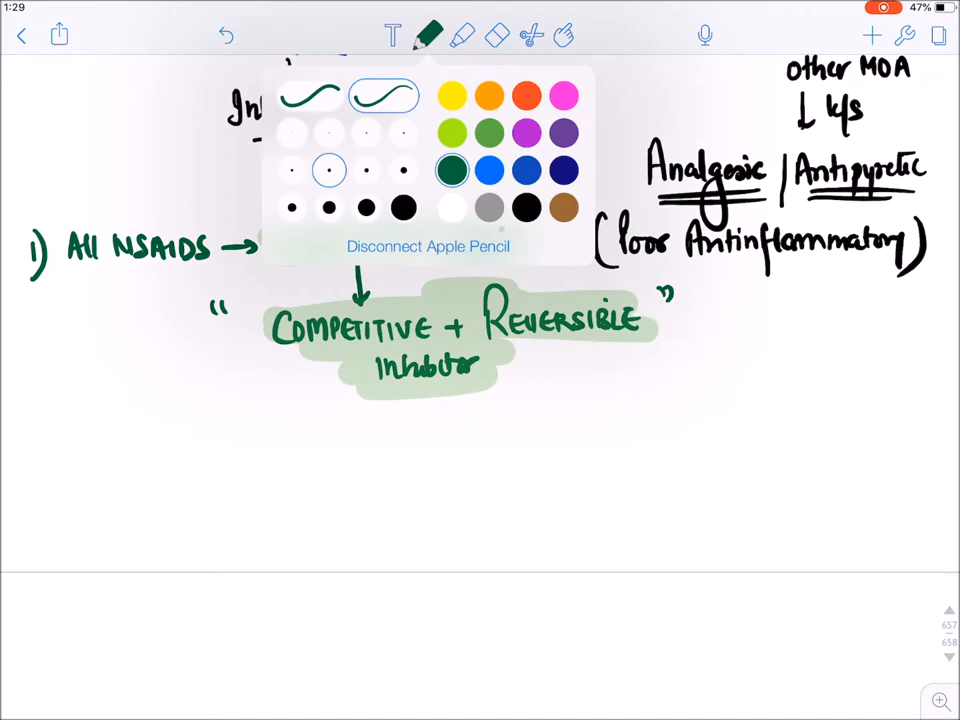 1:29
47%
T
other MOA
↓ k/s
Analgesic | Antipyretic
(Poor Antiinflammatory)
Disconnect Apple Pencil
1) All NSAIDS →
↓
" COMPETITIVE + REVERSIBLE "
Inhibitor
657
658